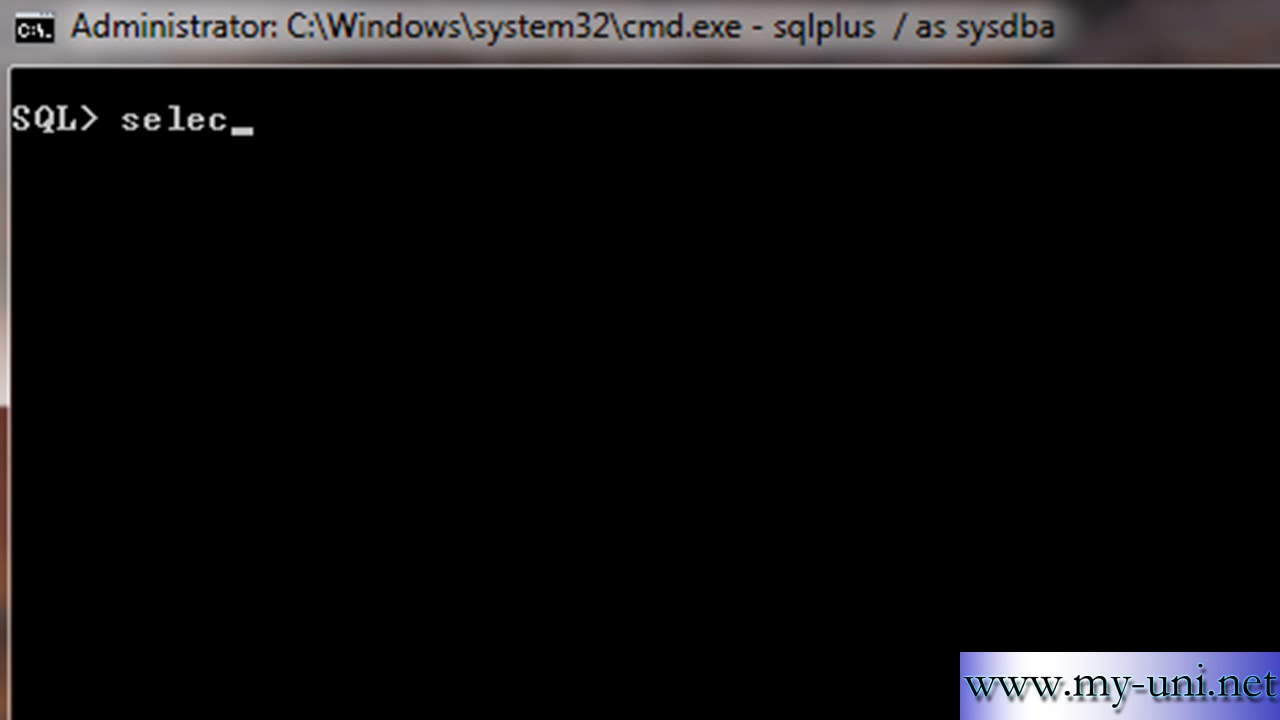 Administrator: C:\Windows\system32\cmd.exe - sqlplus  / as sysdba
SQL> selec_
www.my-uni.net